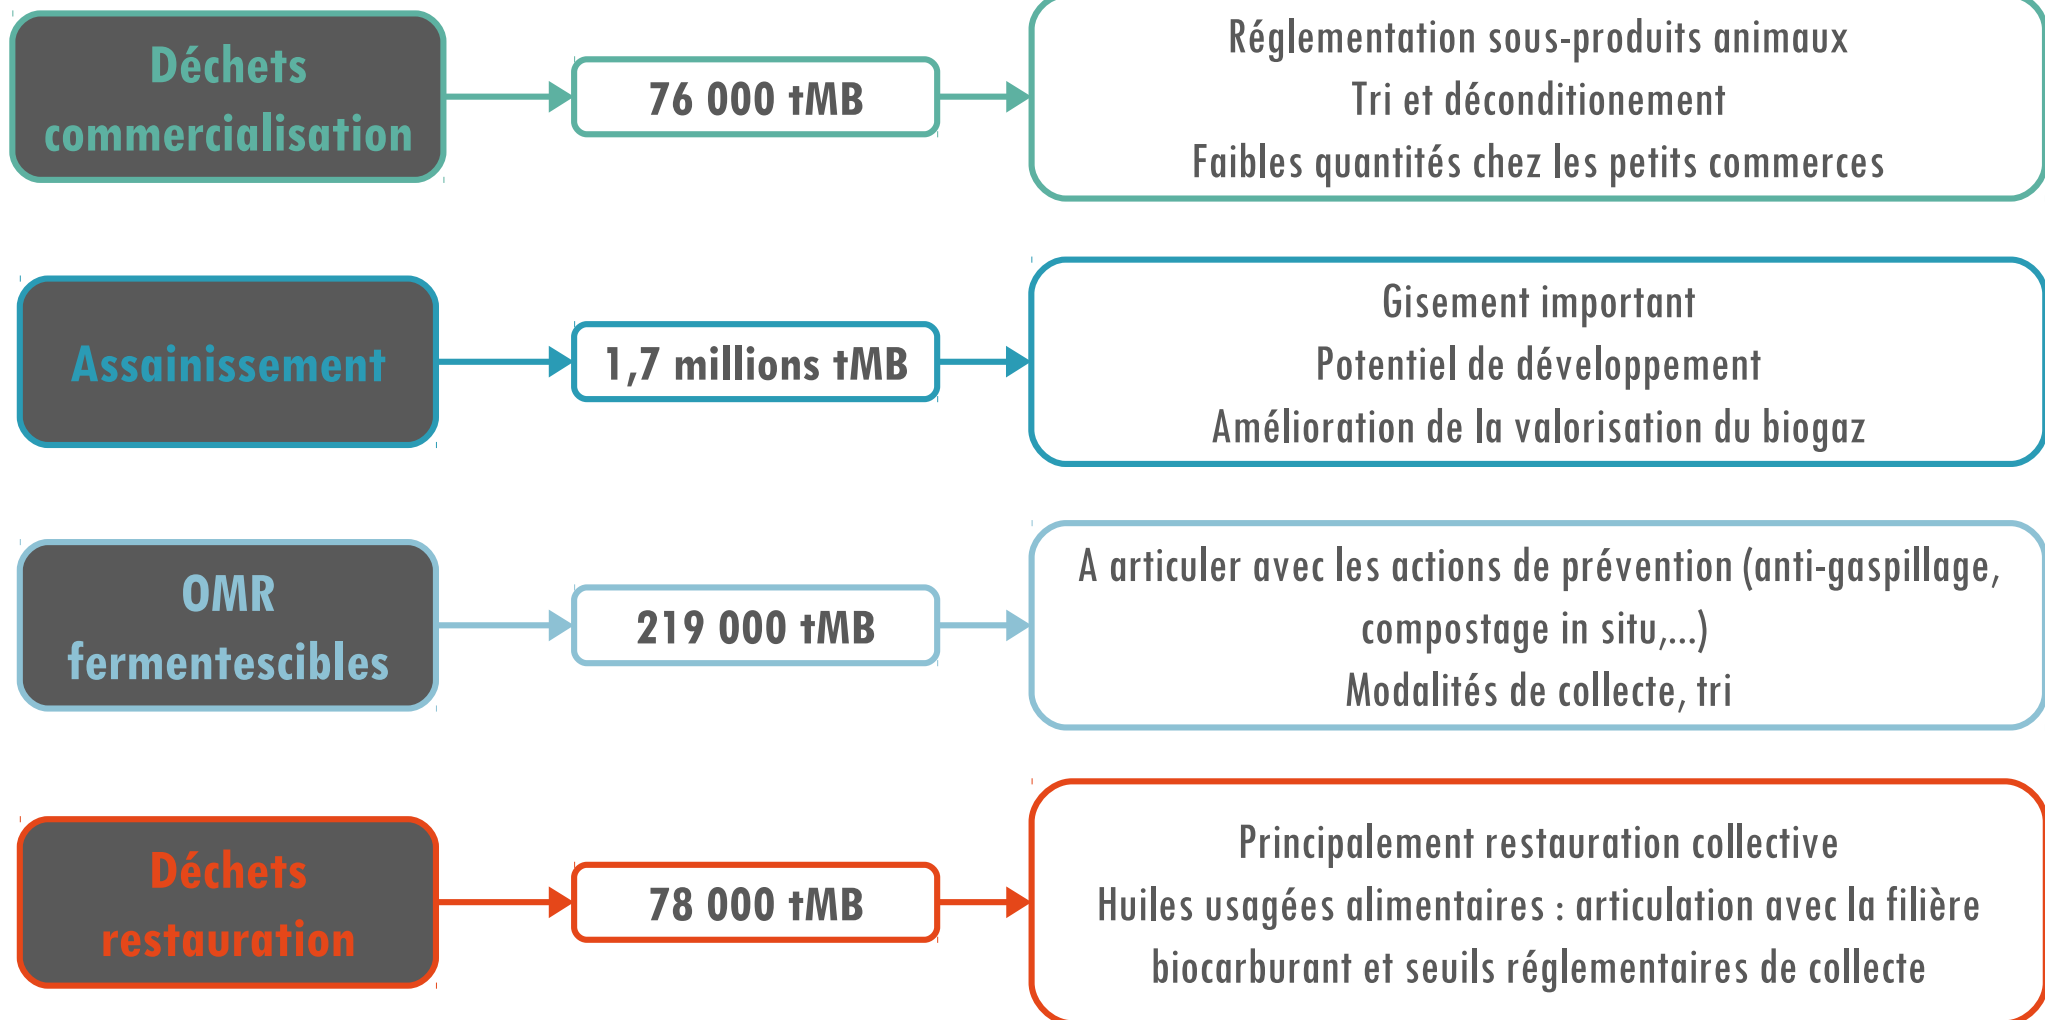 Déchets
commercialisation
76 000 tMB
Réglementation sous-produits animaux
Tri et déconditionement
Faibles quantités chez les petits commerces
Assainissement
1,7 millions tMB
Gisement important
Potentiel de développement
Amélioration de la valorisation du biogaz
OMR
fermentescibles
219 000 tMB
A articuler avec les actions de prévention (anti-gaspillage,
compostage in situ,...)
Modalités de collecte, tri
Déchets
restauration
78 000 tMB
Principalement restauration collective
Huiles usagées alimentaires : articulation avec la filière
biocarburant et seuils réglementaires de collecte